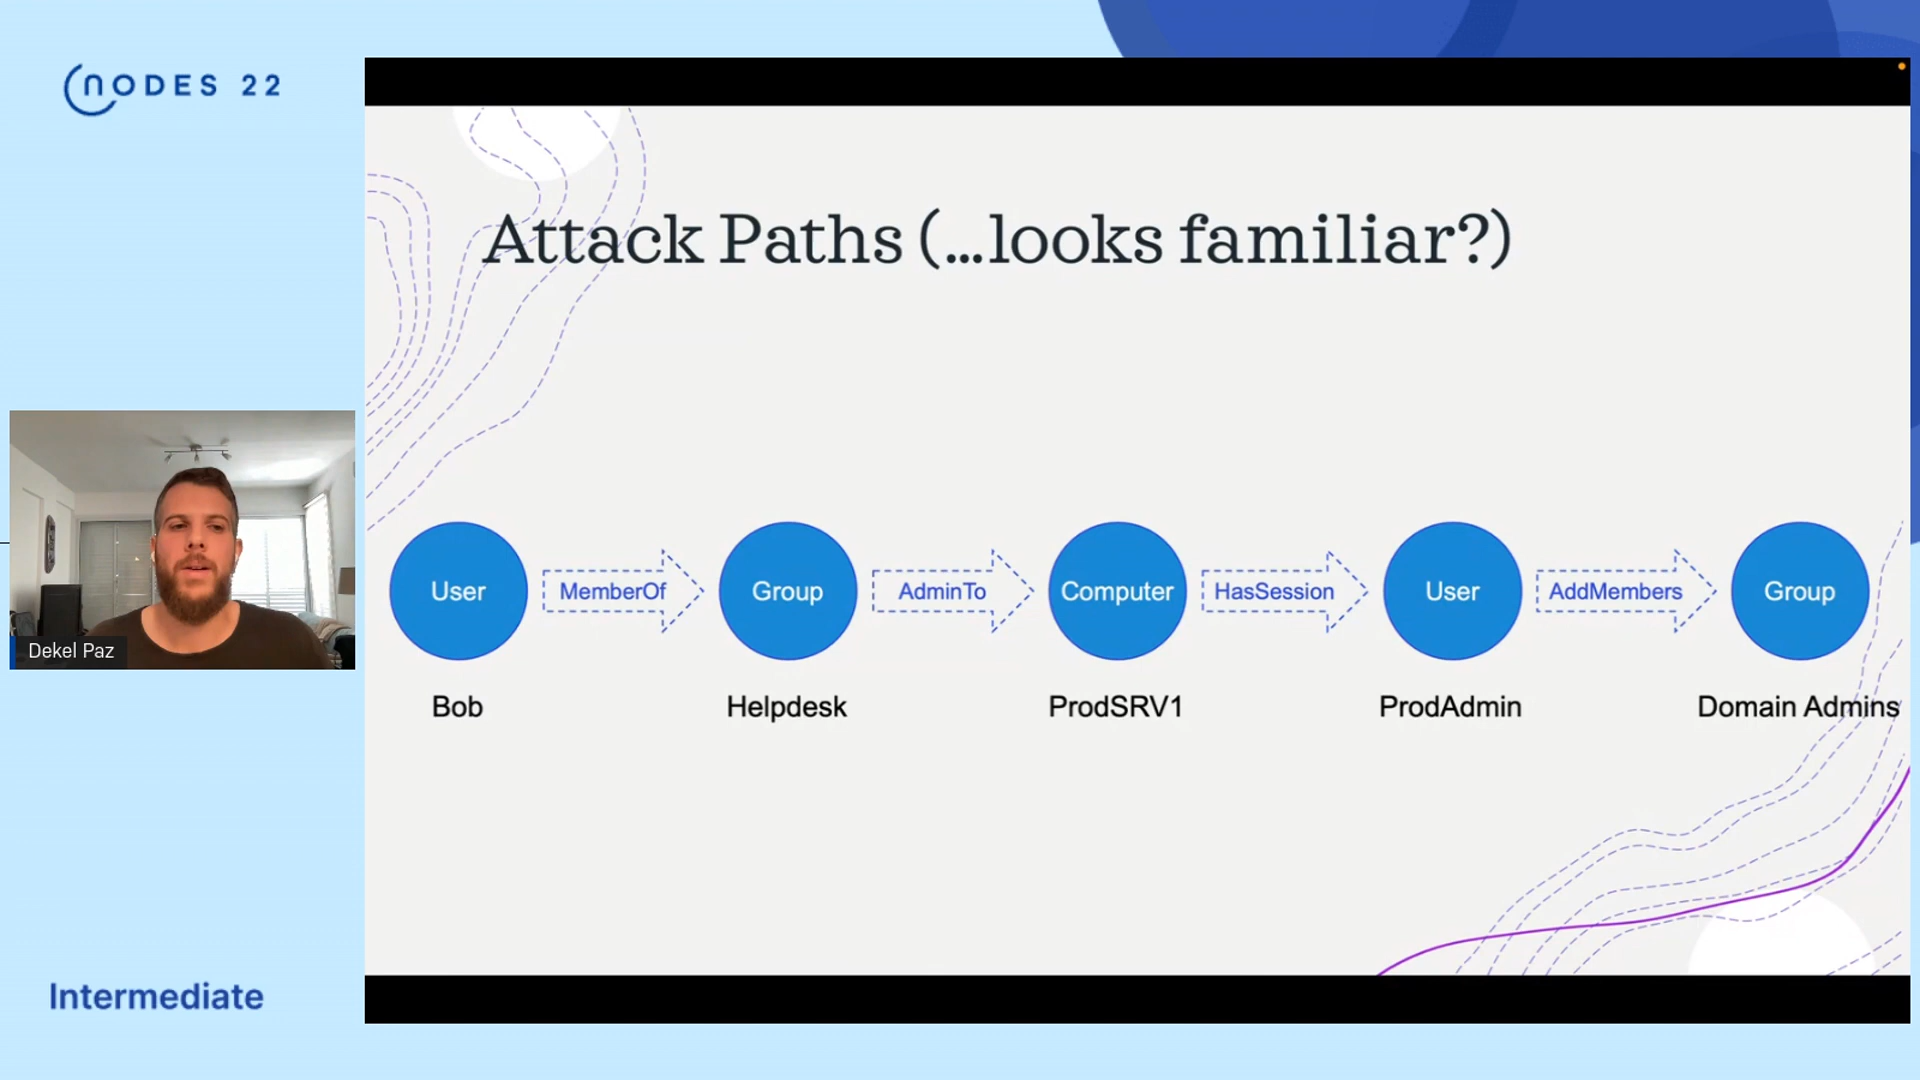 NODES 22
Attack Paths (...looks familiar?)
User MemberOf Group AdminTo Computer HasSession User AddMembers Group
Bob Helpdesk ProdSRV1 ProdAdmin Domain Admins
Dekel Paz
Intermediate